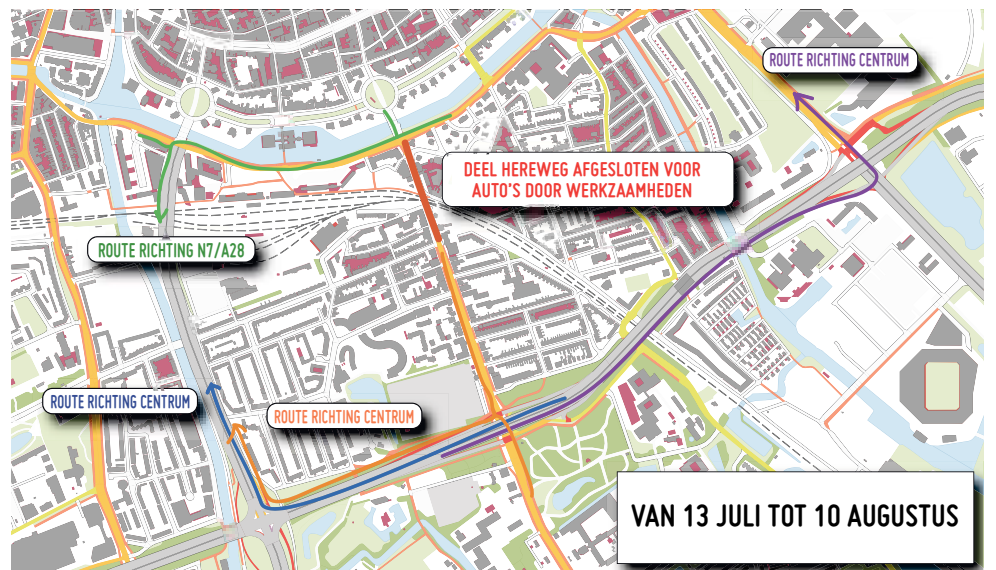 ROUTE RICHTING CENTRUM
DEEL HEREWEG AFGESLOTEN VOOR
AUTO'S DOOR WERKZAAMHEDEN
ROUTE RICHTING N7/A28
ROUTE RICHTING CENTRUM
ROUTE RICHTING CENTRUM
VAN 13 JULI TOT 10 AUGUSTUS